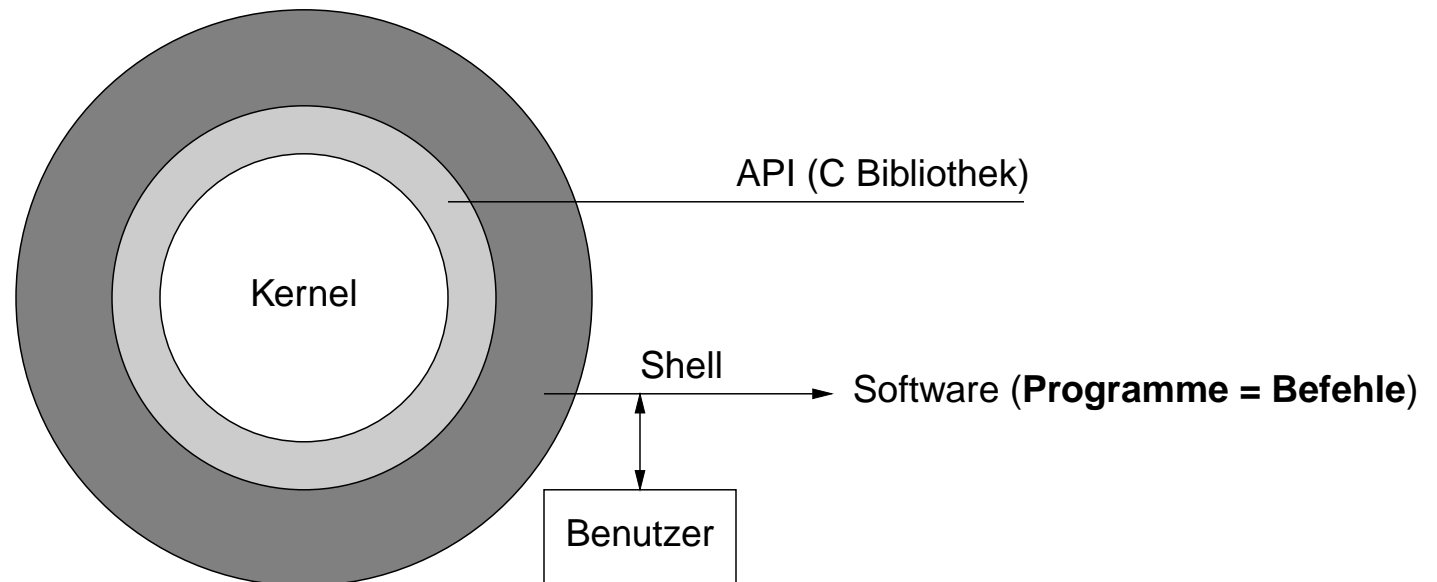 API (C Bibliothek)
Kernel
Shell
Software (Programme = Befehle)
Benutzer